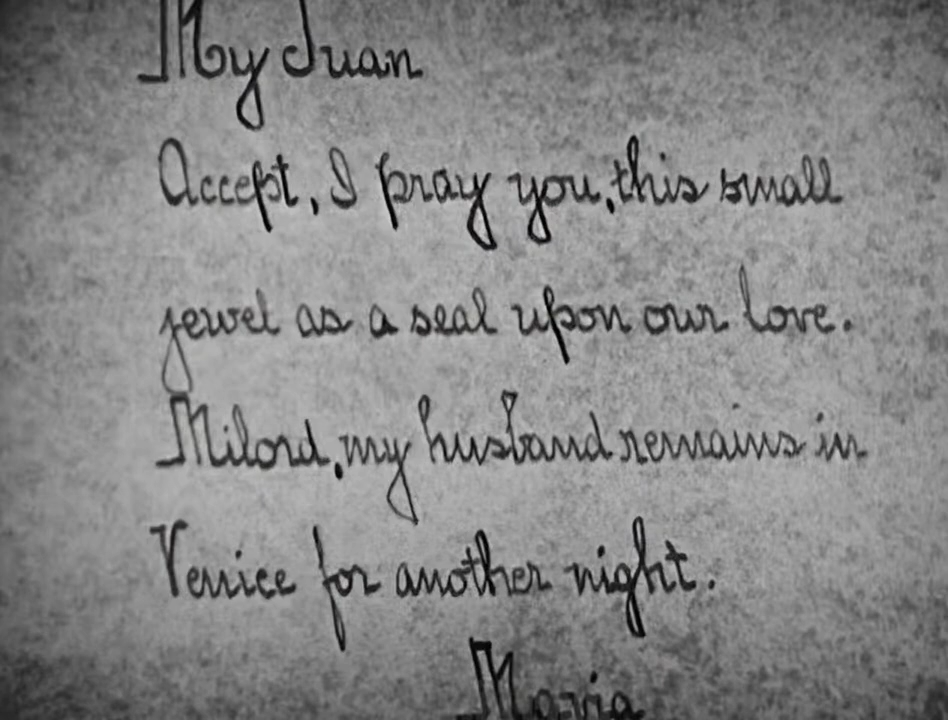 My Juan
Accept, I pray you, this small
jewel as a seal upon our love.
Milord, my husband remains in
Venice for another night.
Maria